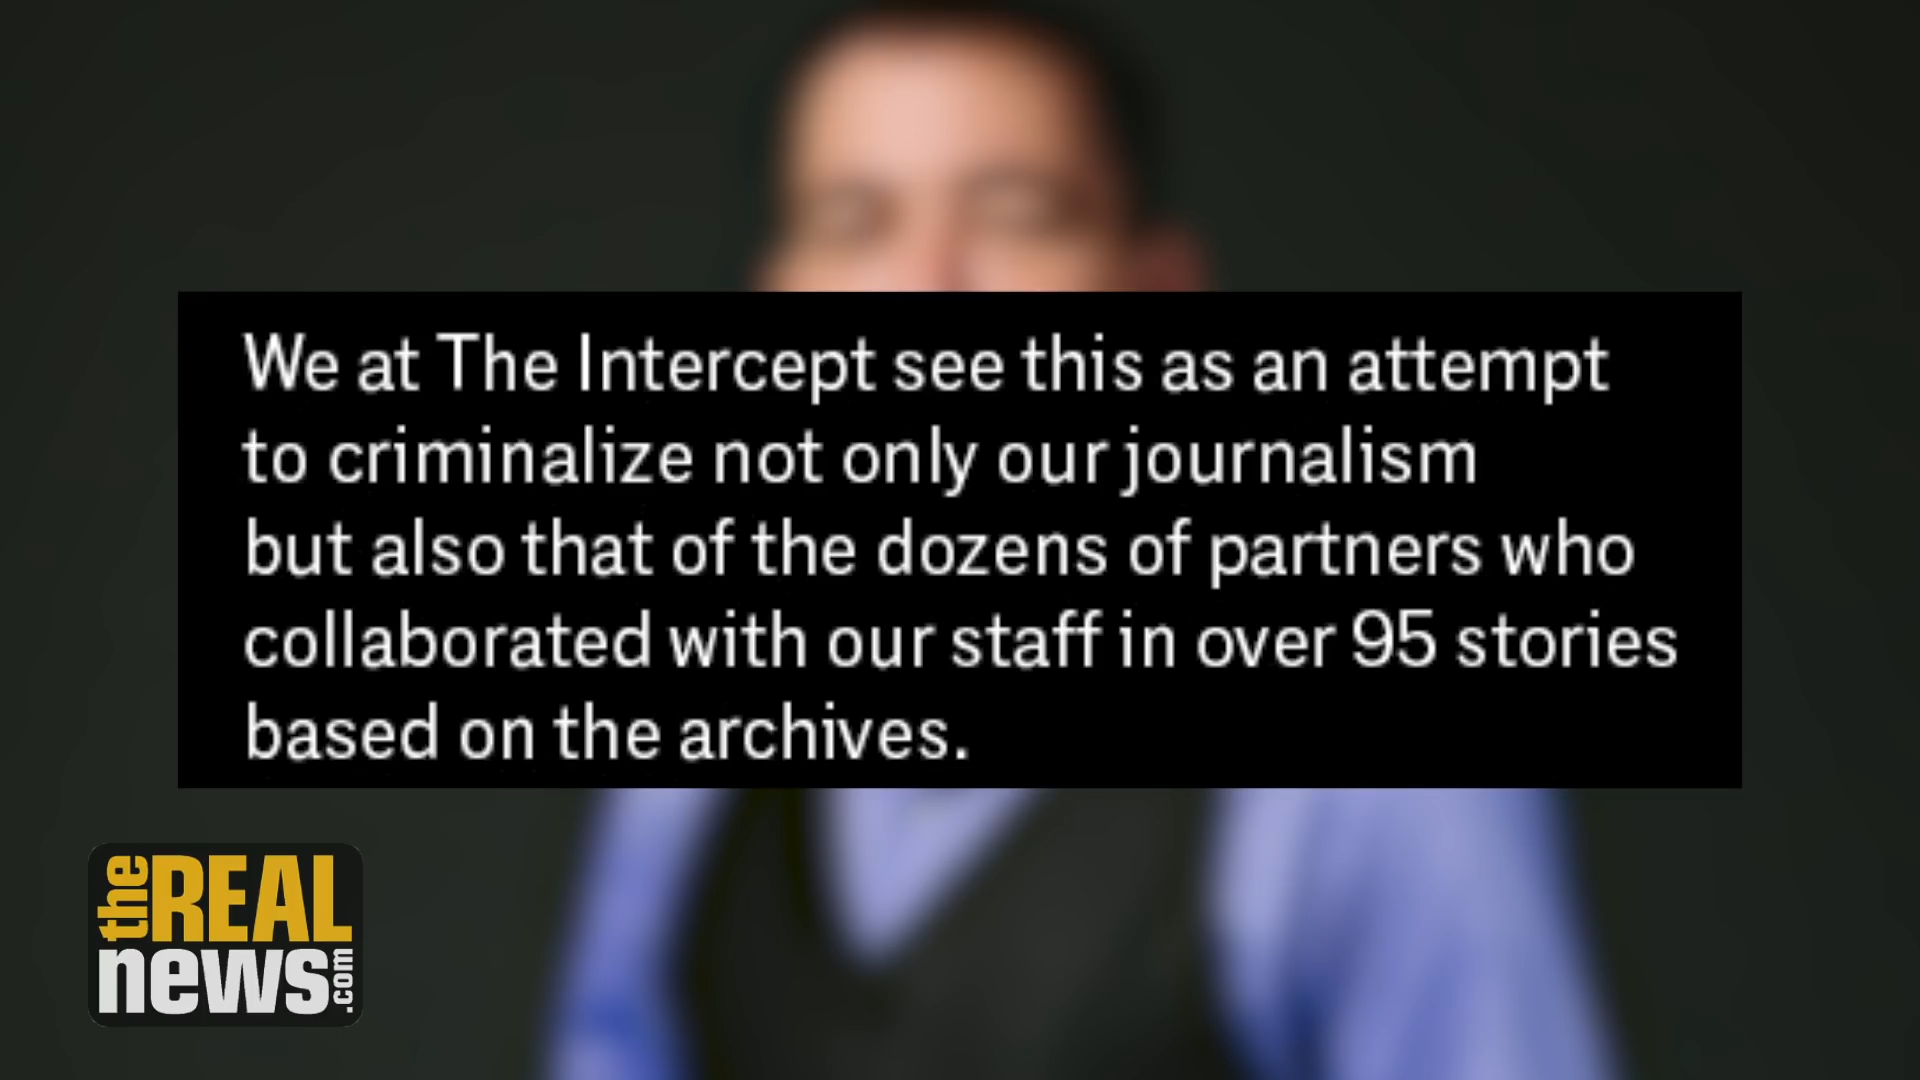 We at The Intercept see this as an attempt
to criminalize not only our journalism
but also that of the dozens of partners who
collaborated with our staff in over 95 stories
based on the archives.
the REAL
news.com